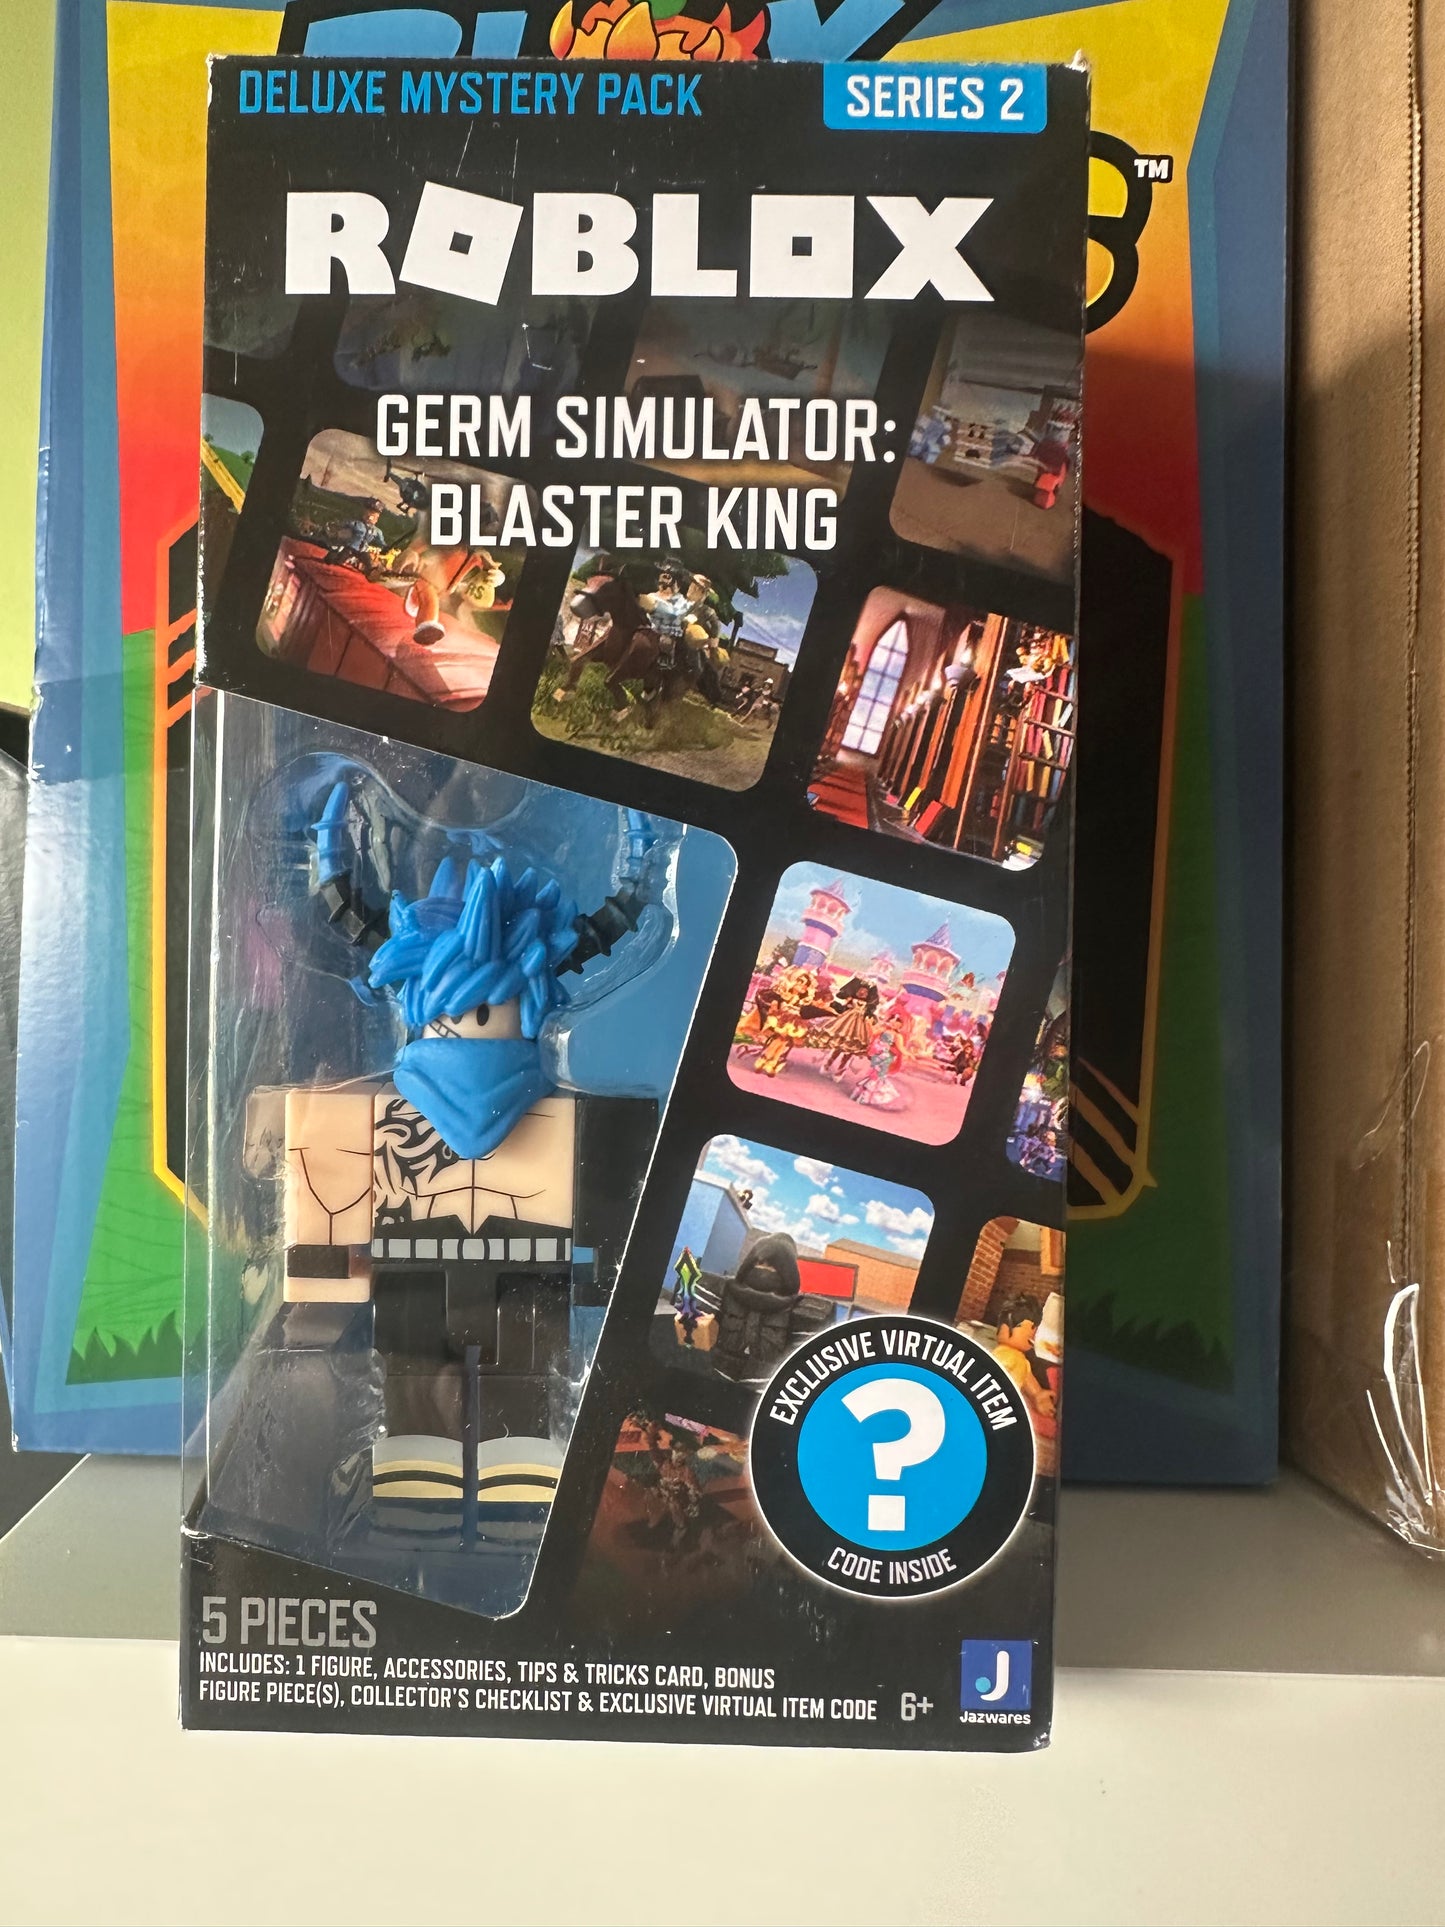 DELUXE MYSTERY PACK
SERIES 2
ROBLOX
™
GERM SIMULATOR:
BLASTER KING
EXCLUSIVE VIRTUAL ITEM
?
CODE INSIDE
5 PIECES
INCLUDES: 1 FIGURE, ACCESSORIES, TIPS & TRICKS CARD, BONUS
FIGURE PIECE(S), COLLECTOR'S CHECKLIST & EXCLUSIVE VIRTUAL ITEM CODE
6+
J
Jazwares